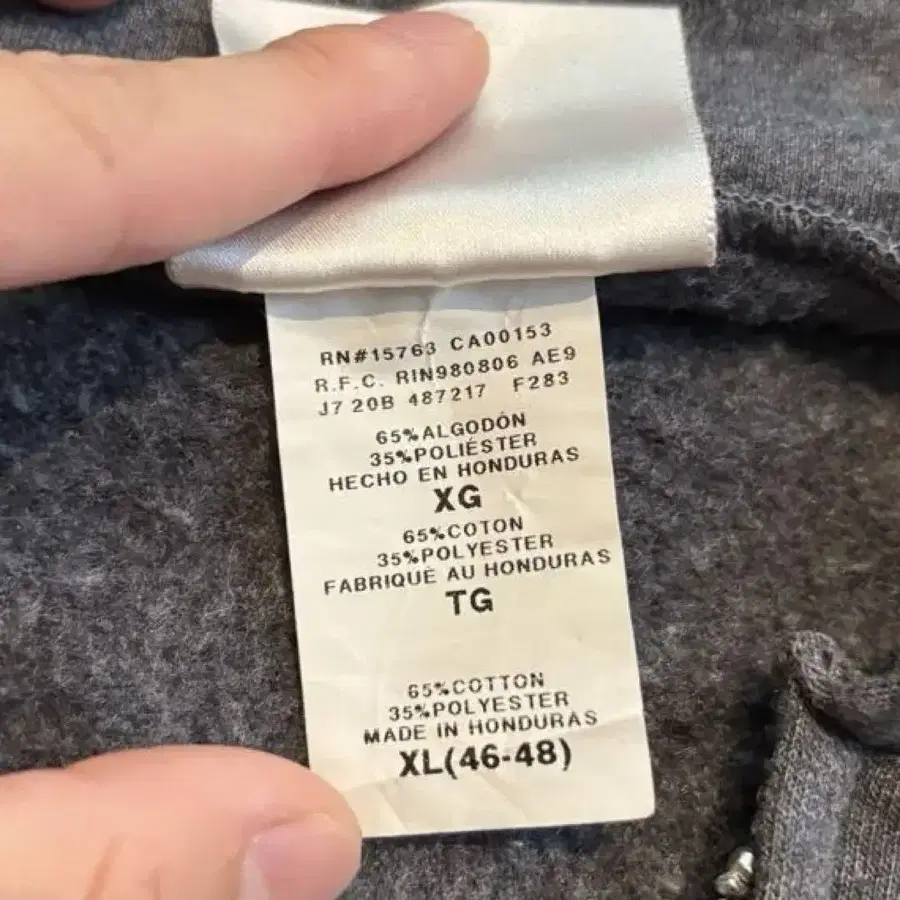 RN#15763 CA00153
R.F.C. RIN980806 AE9
J7 20B 487217 F283
65%ALGODÓN
35%POLIÉSTER
HECHO EN HONDURAS
XG
65%COTON
35%POLYESTER
FABRIQUÉ AU HONDURAS
TG
65%COTTON
35%POLYESTER
MADE IN HONDURAS
XL(46-48)